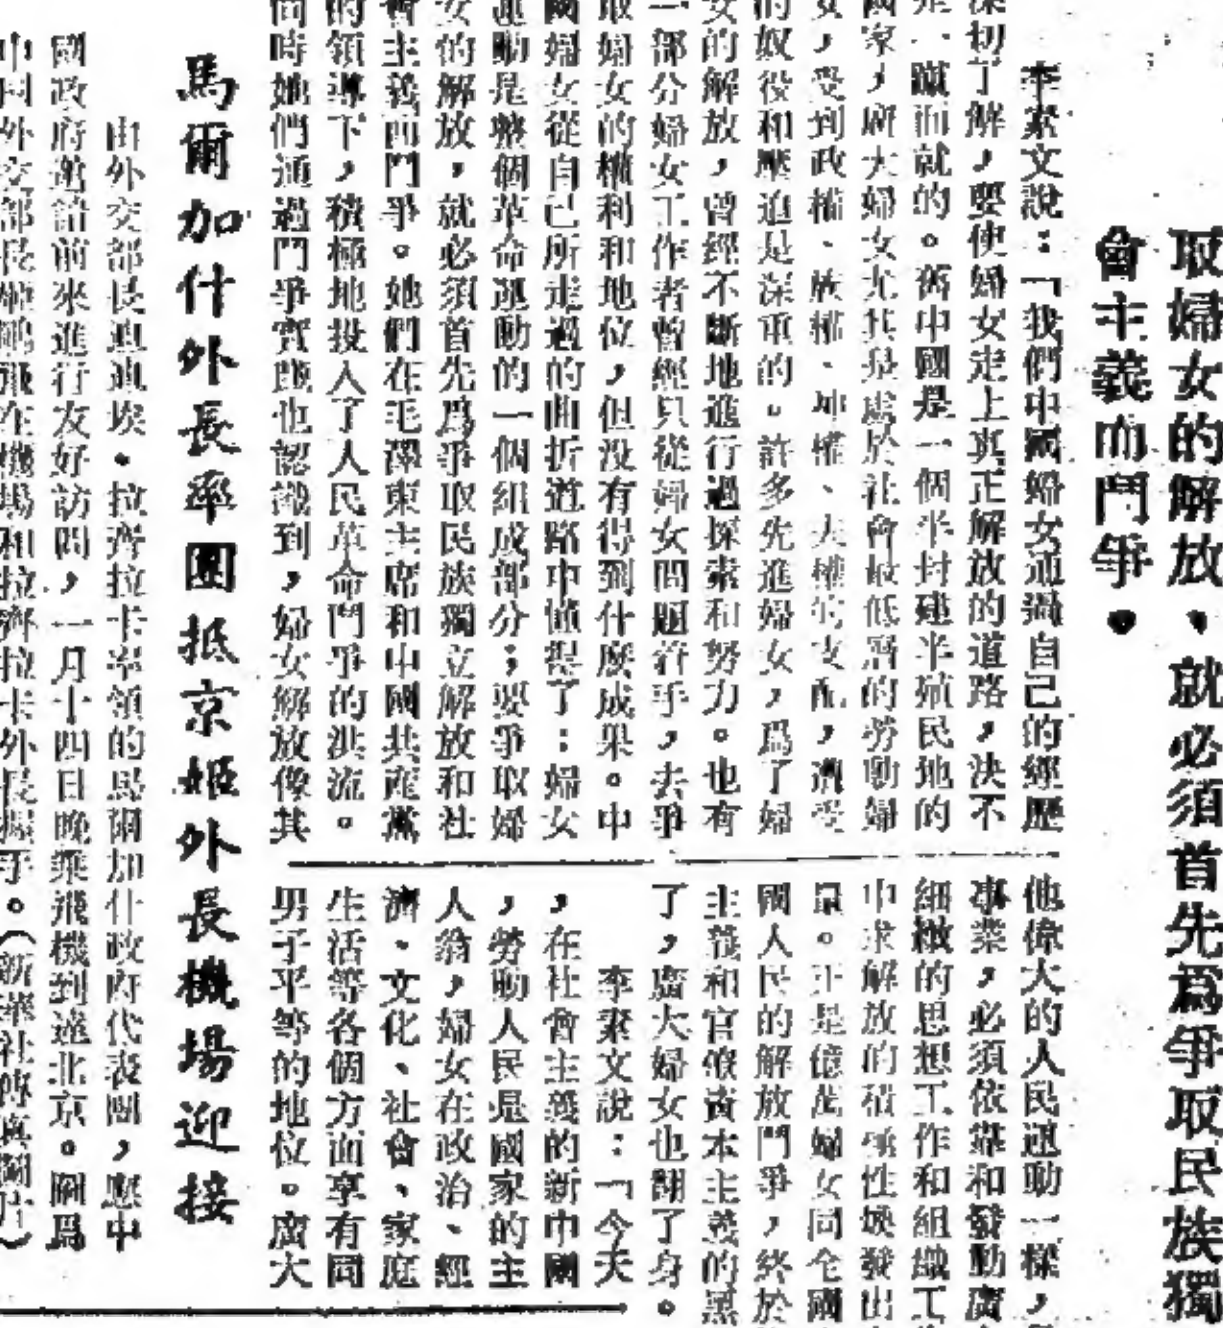 取婦女的解放，就必須首先爲爭取民族獨
會主義而鬥爭。
李素文說：「我們中國婦女通過自己的經歷
深切了解，要使婦女走上真正解放的道路，決不
是一蹴而就的。舊中國是一個半封建半殖民地的
國家，廣大婦女尤其是處於社會最低層的勞動婦
女，受到政權、族權、神權、夫權的支配，遭受
的奴役和壓迫是深重的。許多先進婦女，爲了婦
女的解放，曾經不斷地進行過探索和努力。也有
一部分婦女工作者曾經只從婦女問題着手，去爭
取婦女的權利和地位，但沒有得到什麼成果。中
國婦女從自己所走過的曲折道路中懂得了：婦女
運動是整個革命運動的一個組成部分；要爭取婦
女的解放，就必須首先爲爭取民族獨立解放和社
會主義而鬥爭。她們在毛澤東主席和中國共產黨
的領導下，積極地投入了人民革命鬥爭的洪流。
同時她們通過鬥爭實踐也認識到，婦女解放像其
他偉大的人民運動一樣，
事業，必須依靠和發動廣
細緻的思想工作和組織工
中求解放的積極性煥發出
量。正是億萬婦女同全國
國人民的解放鬥爭，終於
主義和官僚資本主義的黑
了，廣大婦女也翻了身。
李素文說：「今天
，在社會主義的新中國
，勞動人民是國家的主
人翁，婦女在政治、經
濟、文化、社會、家庭
生活等各個方面享有同
男子平等的地位。廣大
馬爾加什外長率團抵京姬外長機場迎接
由外交部長迪迪埃・拉齊拉卡率領的馬爾加什政府代表團，應中
國政府邀請前來進行友好訪問，一月十四日晚乘飛機到達北京。圖爲
中國外交部長姬鵬飛在機場和拉齊拉卡外長握手。（新華社傳真圖片）